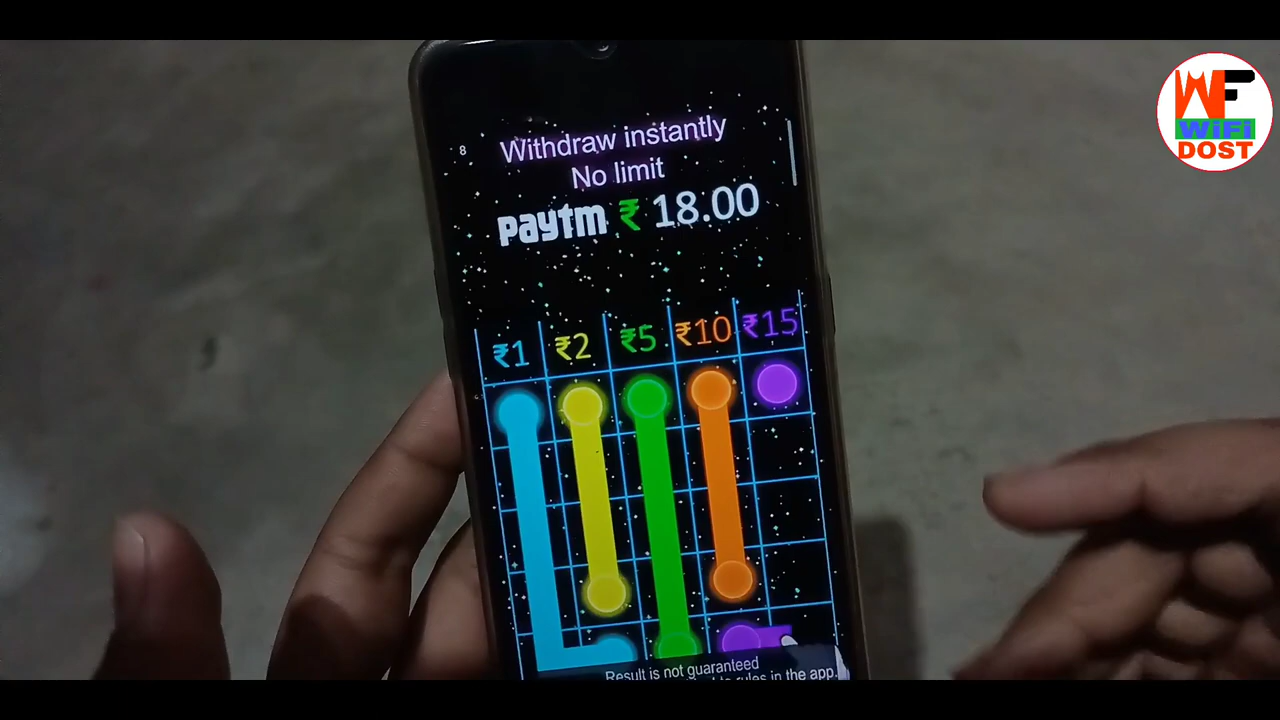 WF
WiFi
DOST
8
Withdraw instantly
No limit
paytm ₹ 18.00
₹1 ₹2 ₹5 ₹10 ₹15
Result is not guaranteed
to rules in the app.